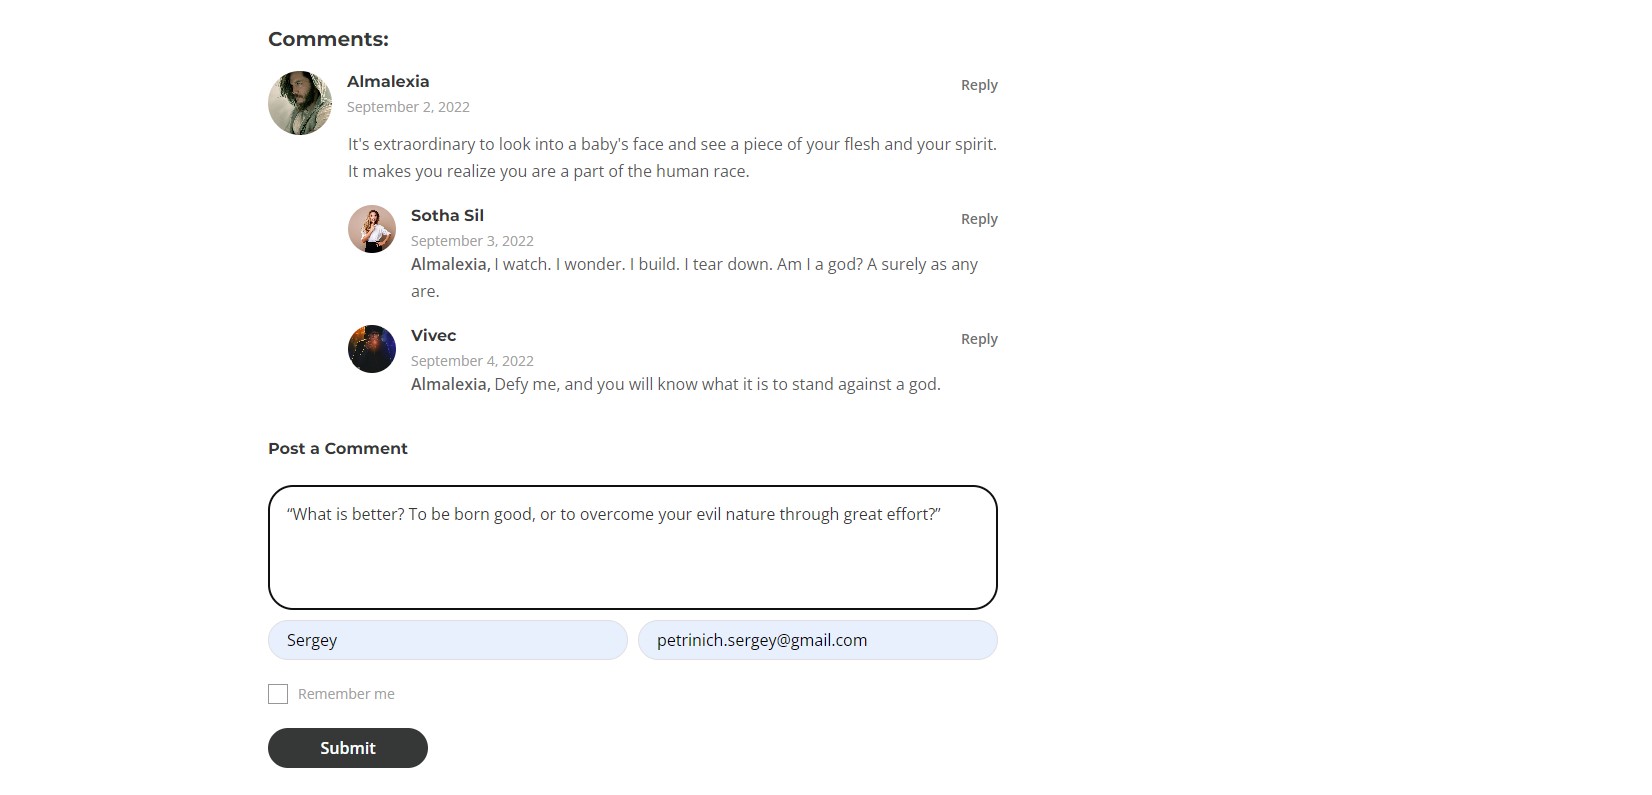 Comments:
Almalexia
Reply
September 2, 2022
It's extraordinary to look into a baby's face and see a piece of your flesh and your spirit.
It makes you realize you are a part of the human race.
Sotha Sil
Reply
September 3, 2022
Almalexia, I watch. I wonder. I build. I tear down. Am I a god? A surely as any
are.
Vivec
Reply
September 4, 2022
Almalexia, Defy me, and you will know what it is to stand against a god.
Post a Comment
“What is better? To be born good, or to overcome your evil nature through great effort?”
Sergey
petrinich.sergey@gmail.com
Remember me
Submit